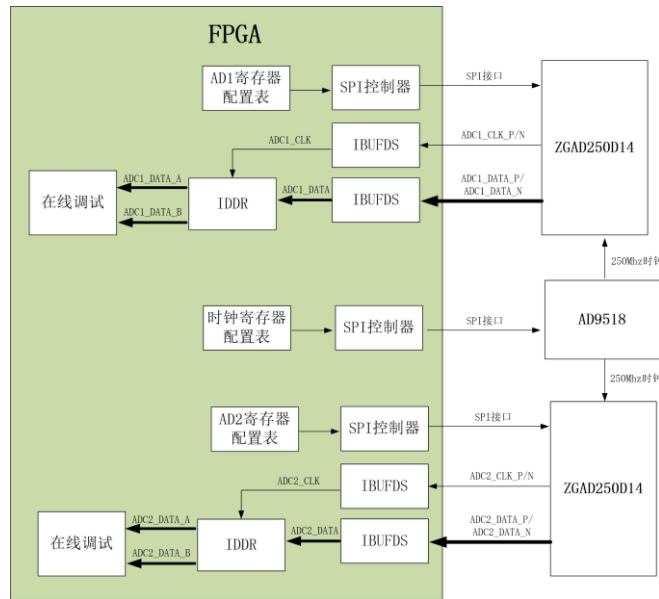 FPGA
AD1寄存器
配置表
SPI控制器
SPI接口
ADC1_CLK
IBUFDS
ADC1_CLK_P/N
ZGAD250D14
在线调试
ADC1_DATA_A
ADC1_DATA_B
IDDR
ADC1_DATA
IBUFDS
ADC1_DATA_P/
ADC1_DATA_N
250Mhz时钟
时钟寄存器
配置表
SPI控制器
SPI接口
AD9518
250Mhz时钟
AD2寄存器
配置表
SPI控制器
SPI接口
ADC2_CLK
IBUFDS
ADC2_CLK_P/N
ZGAD250D14
在线调试
ADC2_DATA_A
ADC2_DATA_B
IDDR
ADC2_DATA
IBUFDS
ADC2_DATA_P/
ADC2_DATA_N